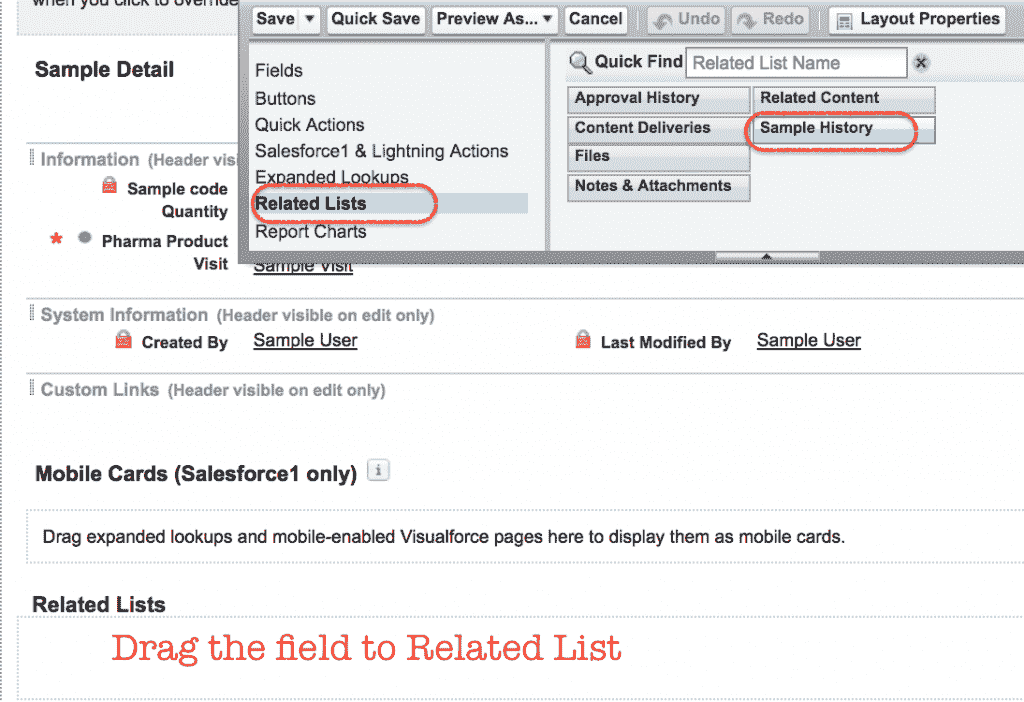 when you click to override
Save Quick Save Preview As... Cancel Undo Redo Layout Properties
Sample Detail
Fields
Buttons
Quick Actions
Salesforce1 & Lightning Actions
Expanded Lookups
Related Lists
Report Charts
Quick Find Related List Name
Approval History Related Content
Content Deliveries Sample History
Files
Notes & Attachments
Information (Header visi
Sample code
Quantity
* Pharma Product
Visit Sample Visit
System Information (Header visible on edit only)
Created By Sample User Last Modified By Sample User
Custom Links (Header visible on edit only)
Mobile Cards (Salesforce1 only) i
Drag expanded lookups and mobile-enabled Visualforce pages here to display them as mobile cards.
Related Lists
Drag the field to Related List